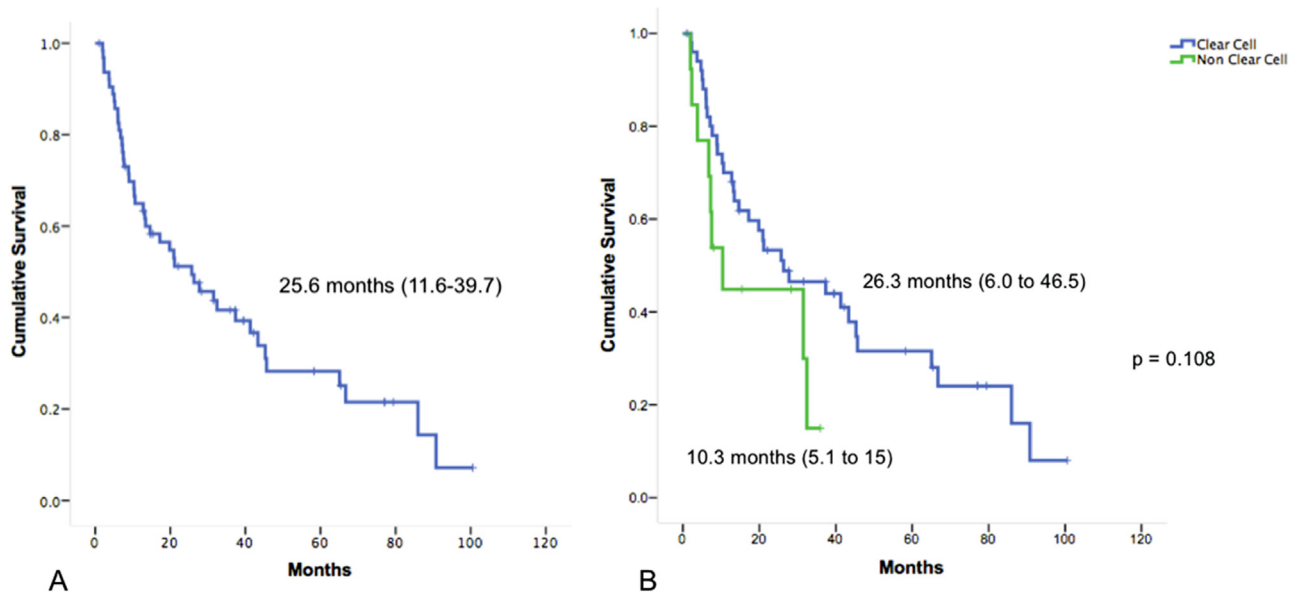 1.0
0.8
0.6
0.4
0.2
0.0
Cumulative Survival
25.6 months (11.6-39.7)
0 20 40 60 80 100 120
Months
A
Clear Cell
Non Clear Cell
1.0
0.8
0.6
0.4
0.2
0.0
Cumulative Survival
26.3 months (6.0 to 46.5)
p = 0.108
10.3 months (5.1 to 15)
0 20 40 60 80 100 120
Months
B